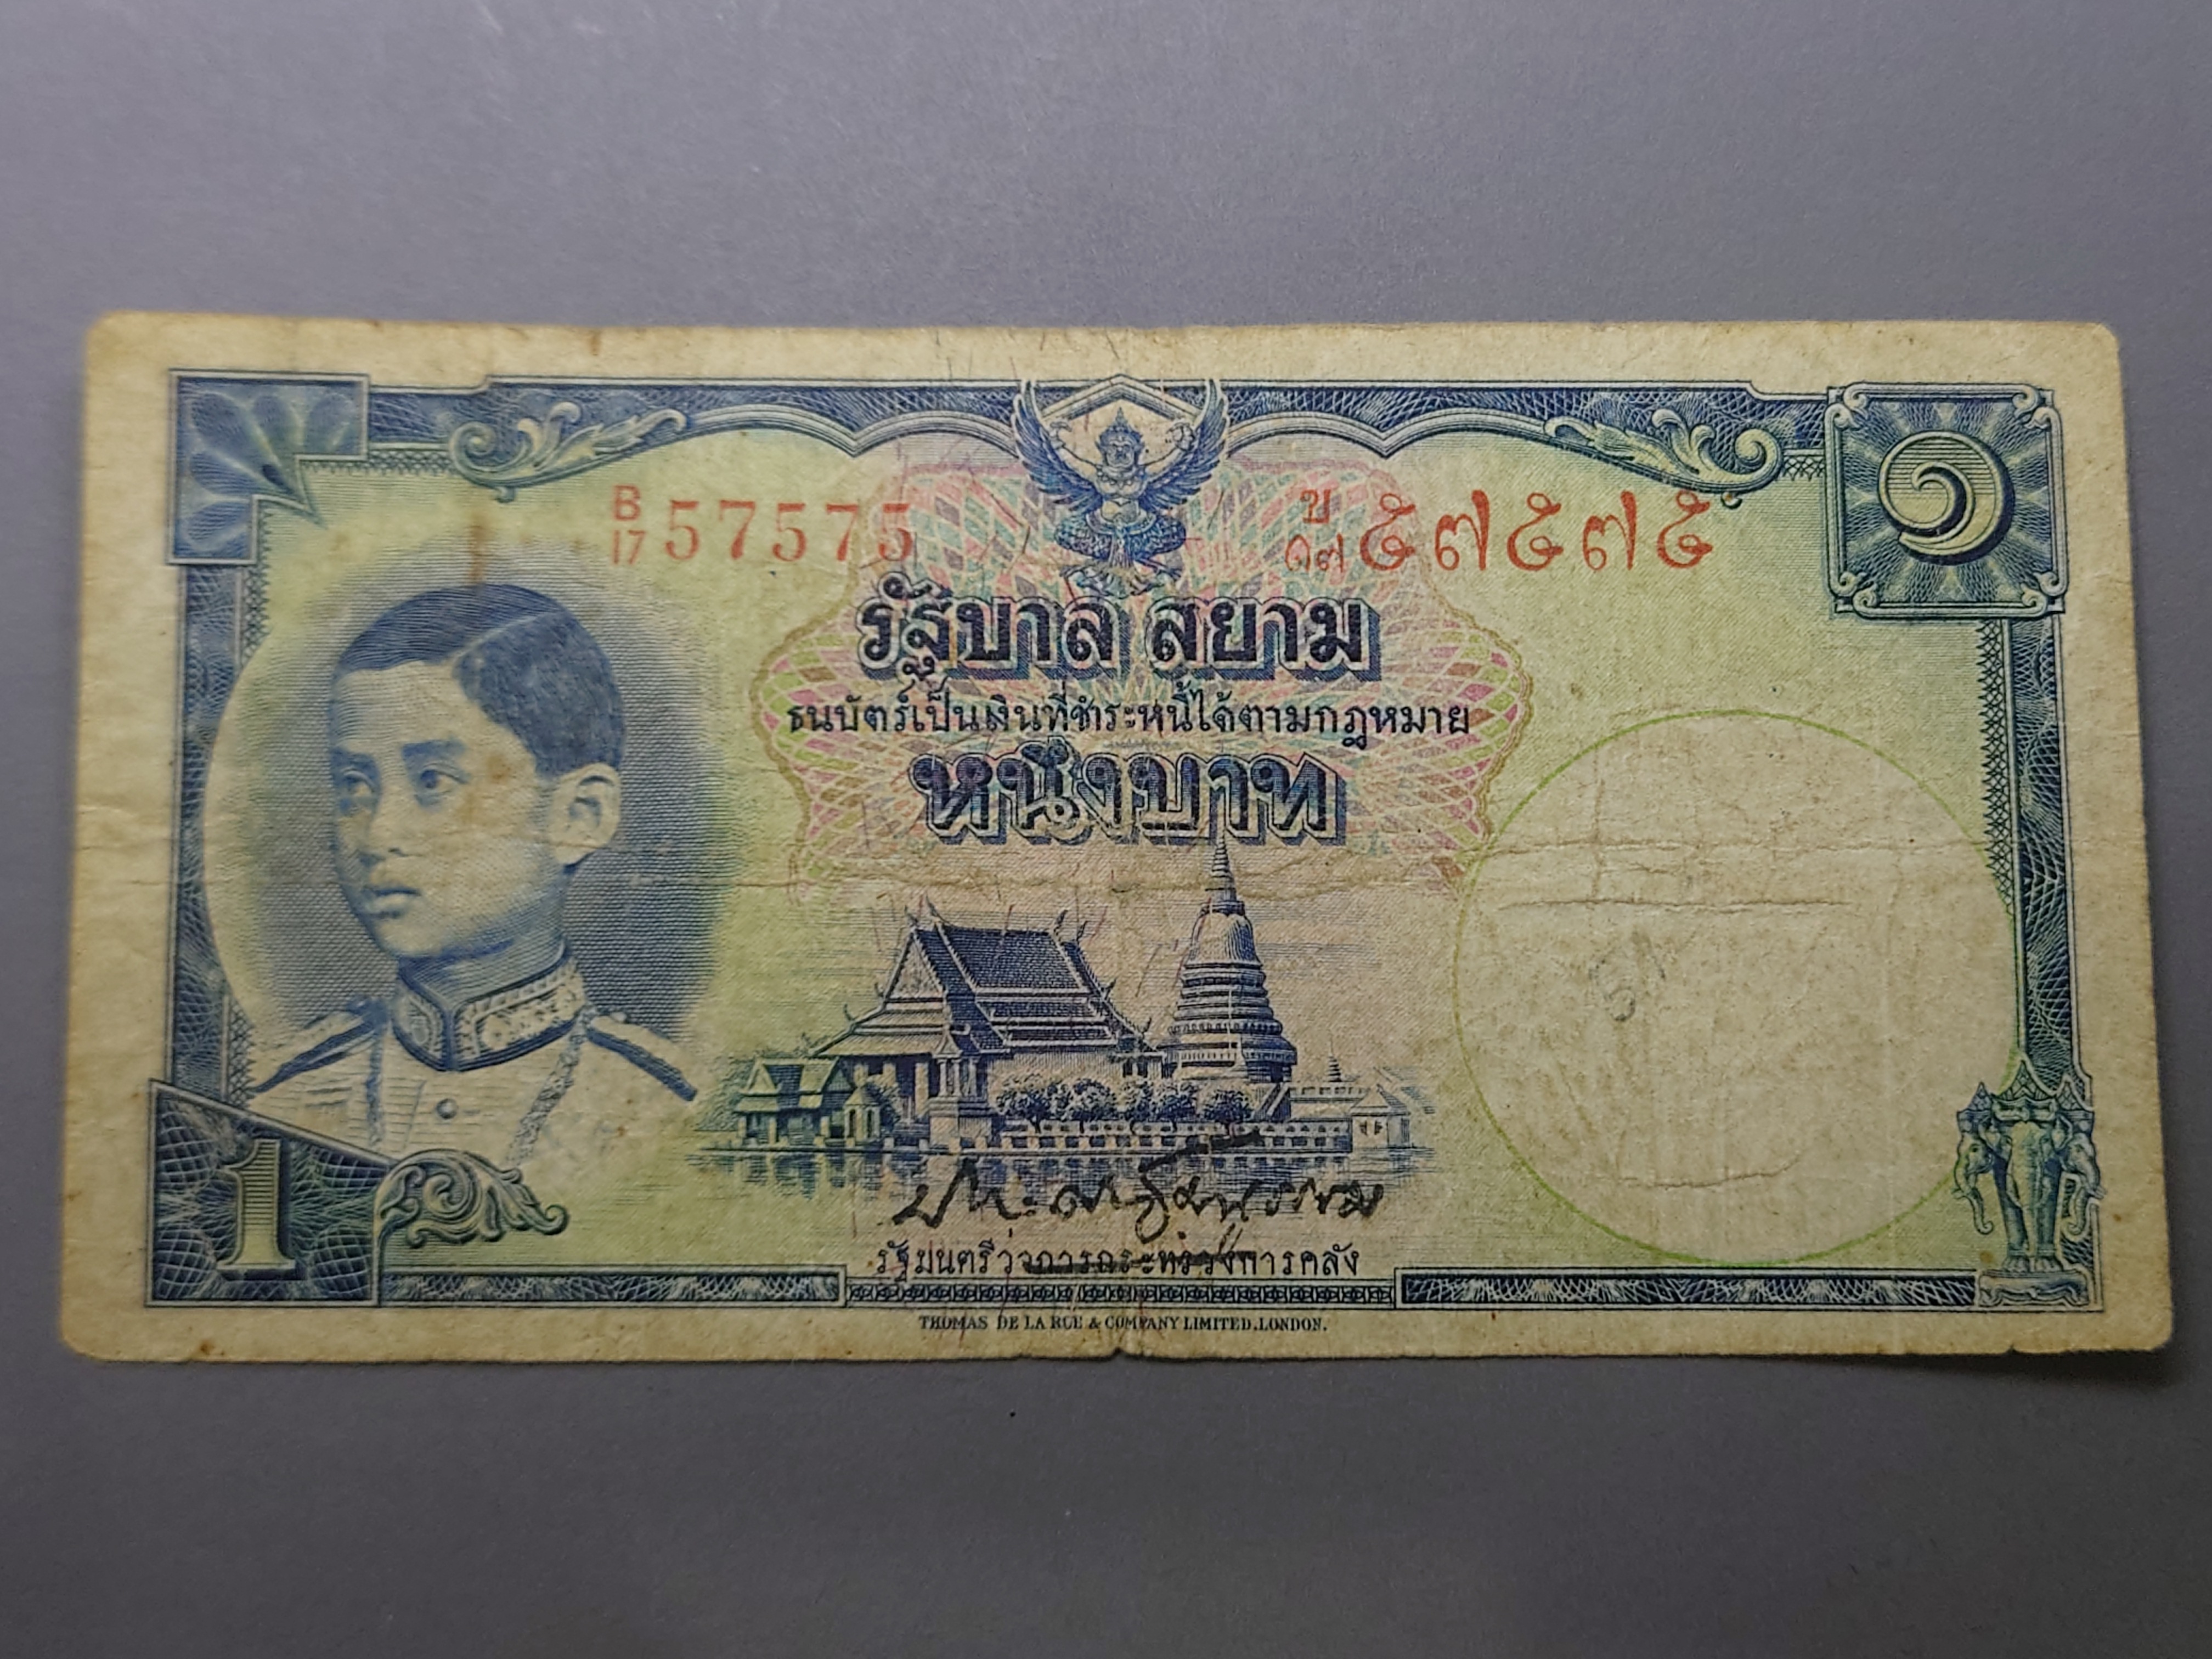 B/17 57575 ข/๑๗ ๕๗๕๗๕ ๑
รัฐบาล สยาม
ธนบัตร์เป็นเงินที่ชำระหนี้ได้ตามกฎหมาย
หนึ่งบาท
รัฐมนตรีว่าการกระทรวงการคลัง
1
THOMAS DE LA RUE & COMPANY LIMITED, LONDON.